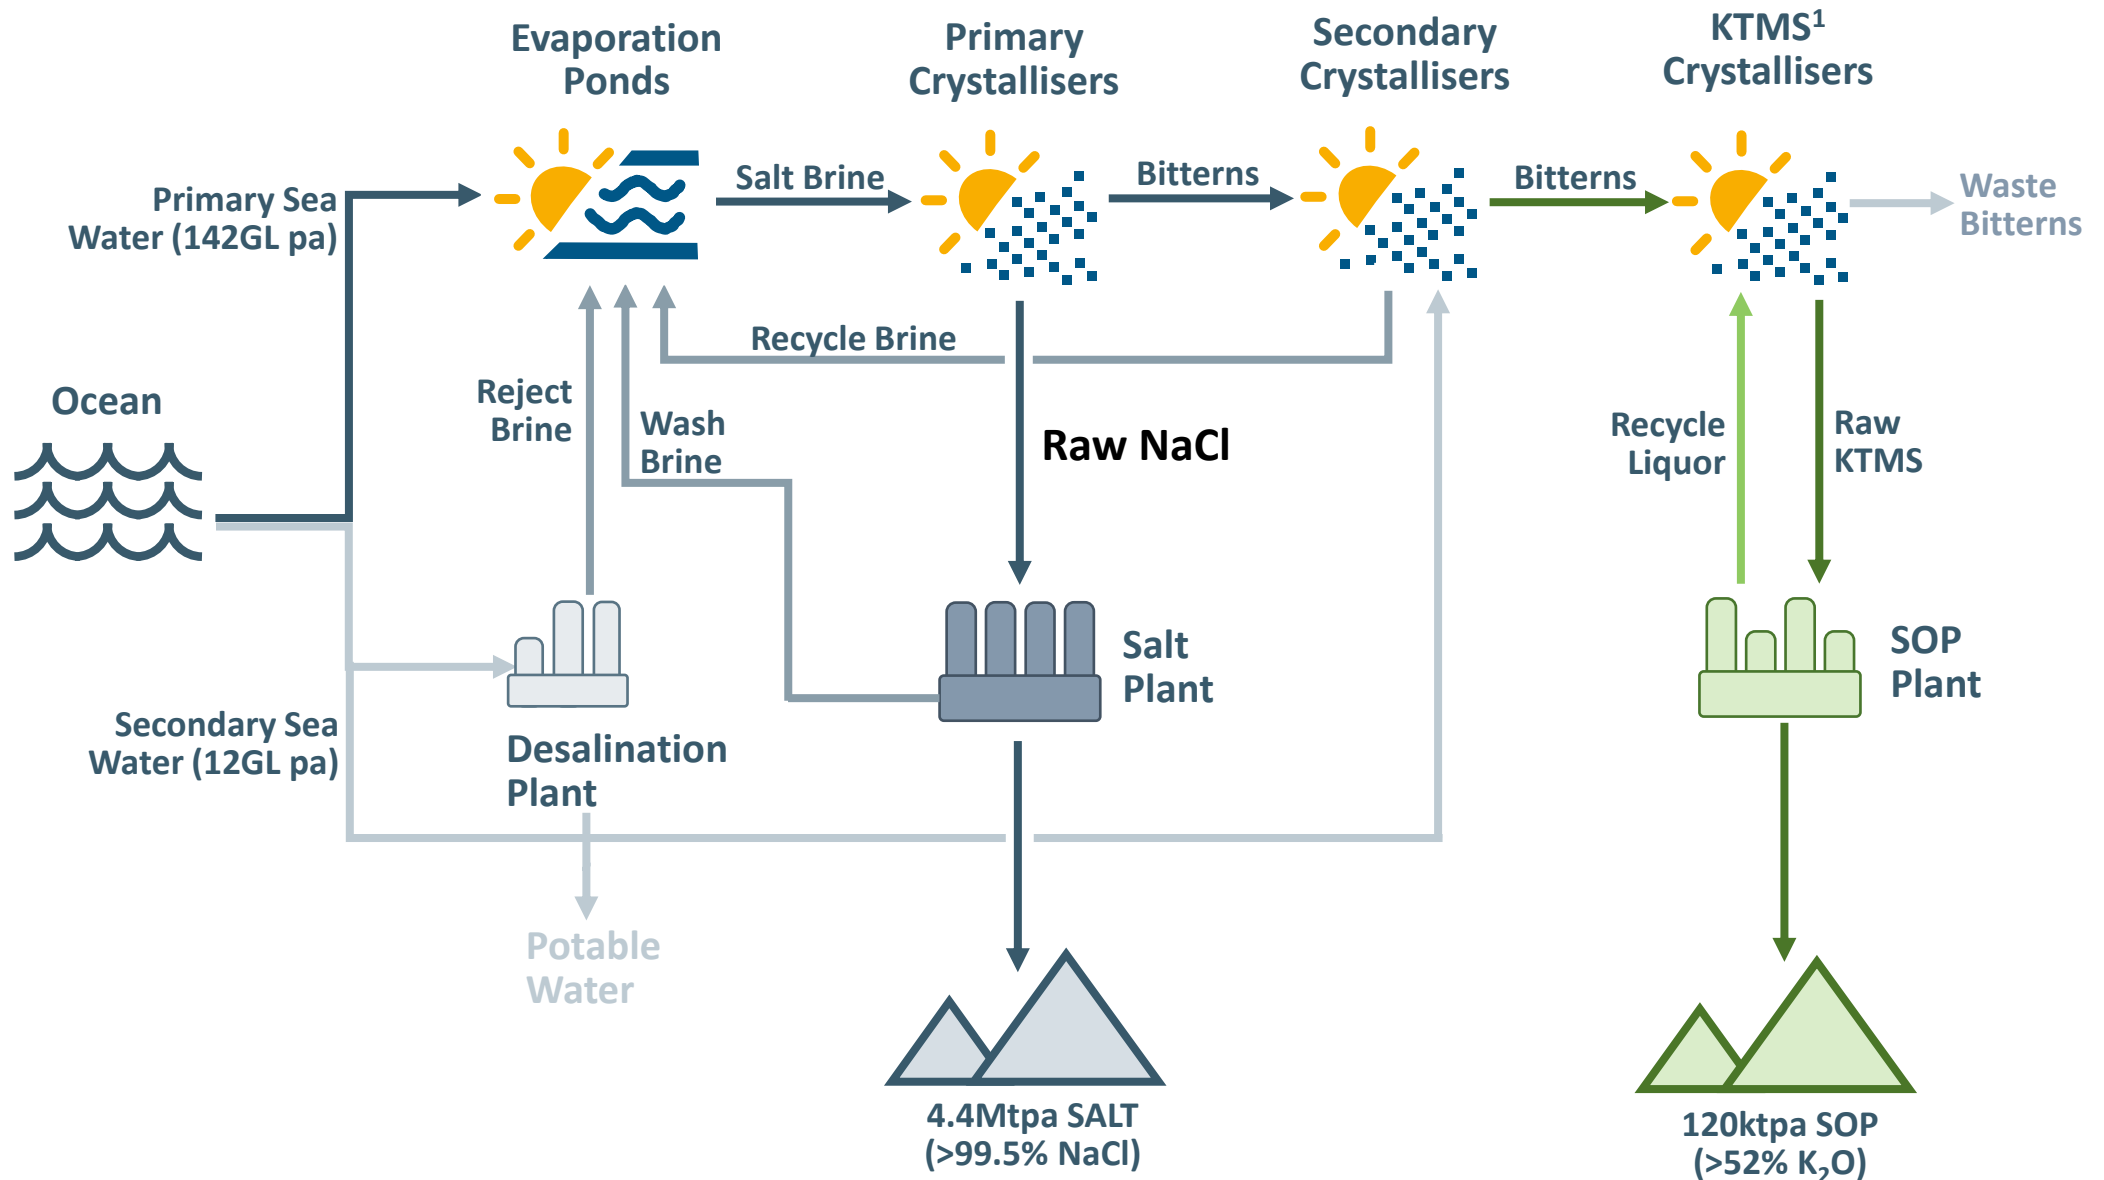 Evaporation
Ponds
Primary
Crystallisers
Secondary
Crystallisers
KTMS¹
Crystallisers
Primary Sea
Water (142GL pa)
Salt Brine
Bitterns
Bitterns
Waste
Bitterns
Recycle Brine
Ocean
Reject
Brine
Wash
Brine
Raw NaCl
Recycle
Liquor
Raw
KTMS
Salt
Plant
SOP
Plant
Secondary Sea
Water (12GL pa)
Desalination
Plant
Potable
Water
4.4Mtpa SALT
(>99.5% NaCl)
120ktpa SOP
(>52% K₂O)